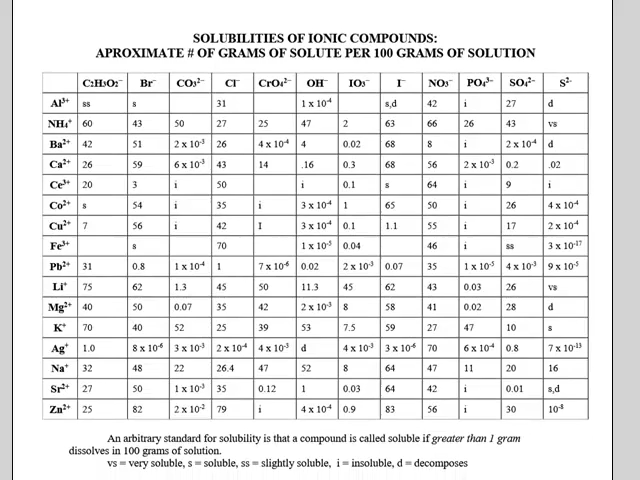 SOLUBILITIES OF IONIC COMPOUNDS:
APROXIMATE # OF GRAMS OF SOLUTE PER 100 GRAMS OF SOLUTION
C2H3O2⁻ Br⁻ CO3²⁻ Cl⁻ CrO4²⁻ OH⁻ IO3⁻ I⁻ NO3⁻ PO4³⁻ SO4²⁻ S²⁻
Al³⁺ ss s 31 1 x 10⁻⁴ s,d 42 i 27 d
NH4⁺ 60 43 50 27 25 47 2 63 66 26 43 vs
Ba²⁺ 42 51 2 x 10⁻³ 26 4 x 10⁻⁴ 4 0.02 68 8 i 2 x 10⁻⁴ d
Ca²⁺ 26 59 6 x 10⁻³ 43 14 .16 0.3 68 56 2 x 10⁻³ 0.2 .02
Ce³⁺ 20 3 i 50 i 0.1 s 64 i 9 i
Co²⁺ s 54 i 35 i 3 x 10⁻⁴ 1 65 50 i 26 4 x 10⁻⁴
Cu²⁺ 7 56 i 42 I 3 x 10⁻⁴ 0.1 1.1 55 i 17 2 x 10⁻⁴
Fe³⁺ s 70 1 x 10⁻⁵ 0.04 46 i ss 3 x 10⁻¹⁷
Pb²⁺ 31 0.8 1 x 10⁻⁴ 1 7 x 10⁻⁶ 0.02 2 x 10⁻³ 0.07 35 1 x 10⁻⁵ 4 x 10⁻³ 9 x 10⁻⁵
Li⁺ 75 62 1.3 45 50 11.3 45 62 43 0.03 26 vs
Mg²⁺ 40 50 0.07 35 42 2 x 10⁻³ 8 58 41 0.02 28 d
K⁺ 70 40 52 25 39 53 7.5 59 27 47 10 s
Ag⁺ 1.0 8 x 10⁻⁶ 3 x 10⁻³ 2 x 10⁻⁴ 4 x 10⁻³ d 4 x 10⁻³ 3 x 10⁻⁶ 70 6 x 10⁻⁴ 0.8 7 x 10⁻¹³
Na⁺ 32 48 22 26.4 47 52 8 64 47 11 20 16
Sr²⁺ 27 50 1 x 10⁻³ 35 0.12 1 0.03 64 42 i 0.01 s,d
Zn²⁺ 25 82 2 x 10⁻² 79 i 4 x 10⁻⁴ 0.9 83 56 i 30 10⁻⁸
An arbitrary standard for solubility is that a compound is called soluble if greater than 1 gram
dissolves in 100 grams of solution.
vs = very soluble, s = soluble, ss = slightly soluble, i = insoluble, d = decomposes